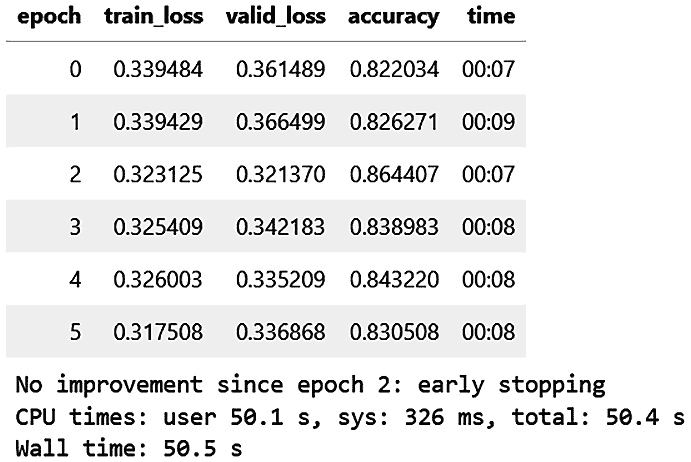 epoch train_loss valid_loss accuracy time
0 0.339484 0.361489 0.822034 00:07
1 0.339429 0.366499 0.826271 00:09
2 0.323125 0.321370 0.864407 00:07
3 0.325409 0.342183 0.838983 00:08
4 0.326003 0.335209 0.843220 00:08
5 0.317508 0.336868 0.830508 00:08
No improvement since epoch 2: early stopping
CPU times: user 50.1 s, sys: 326 ms, total: 50.4 s
Wall time: 50.5 s